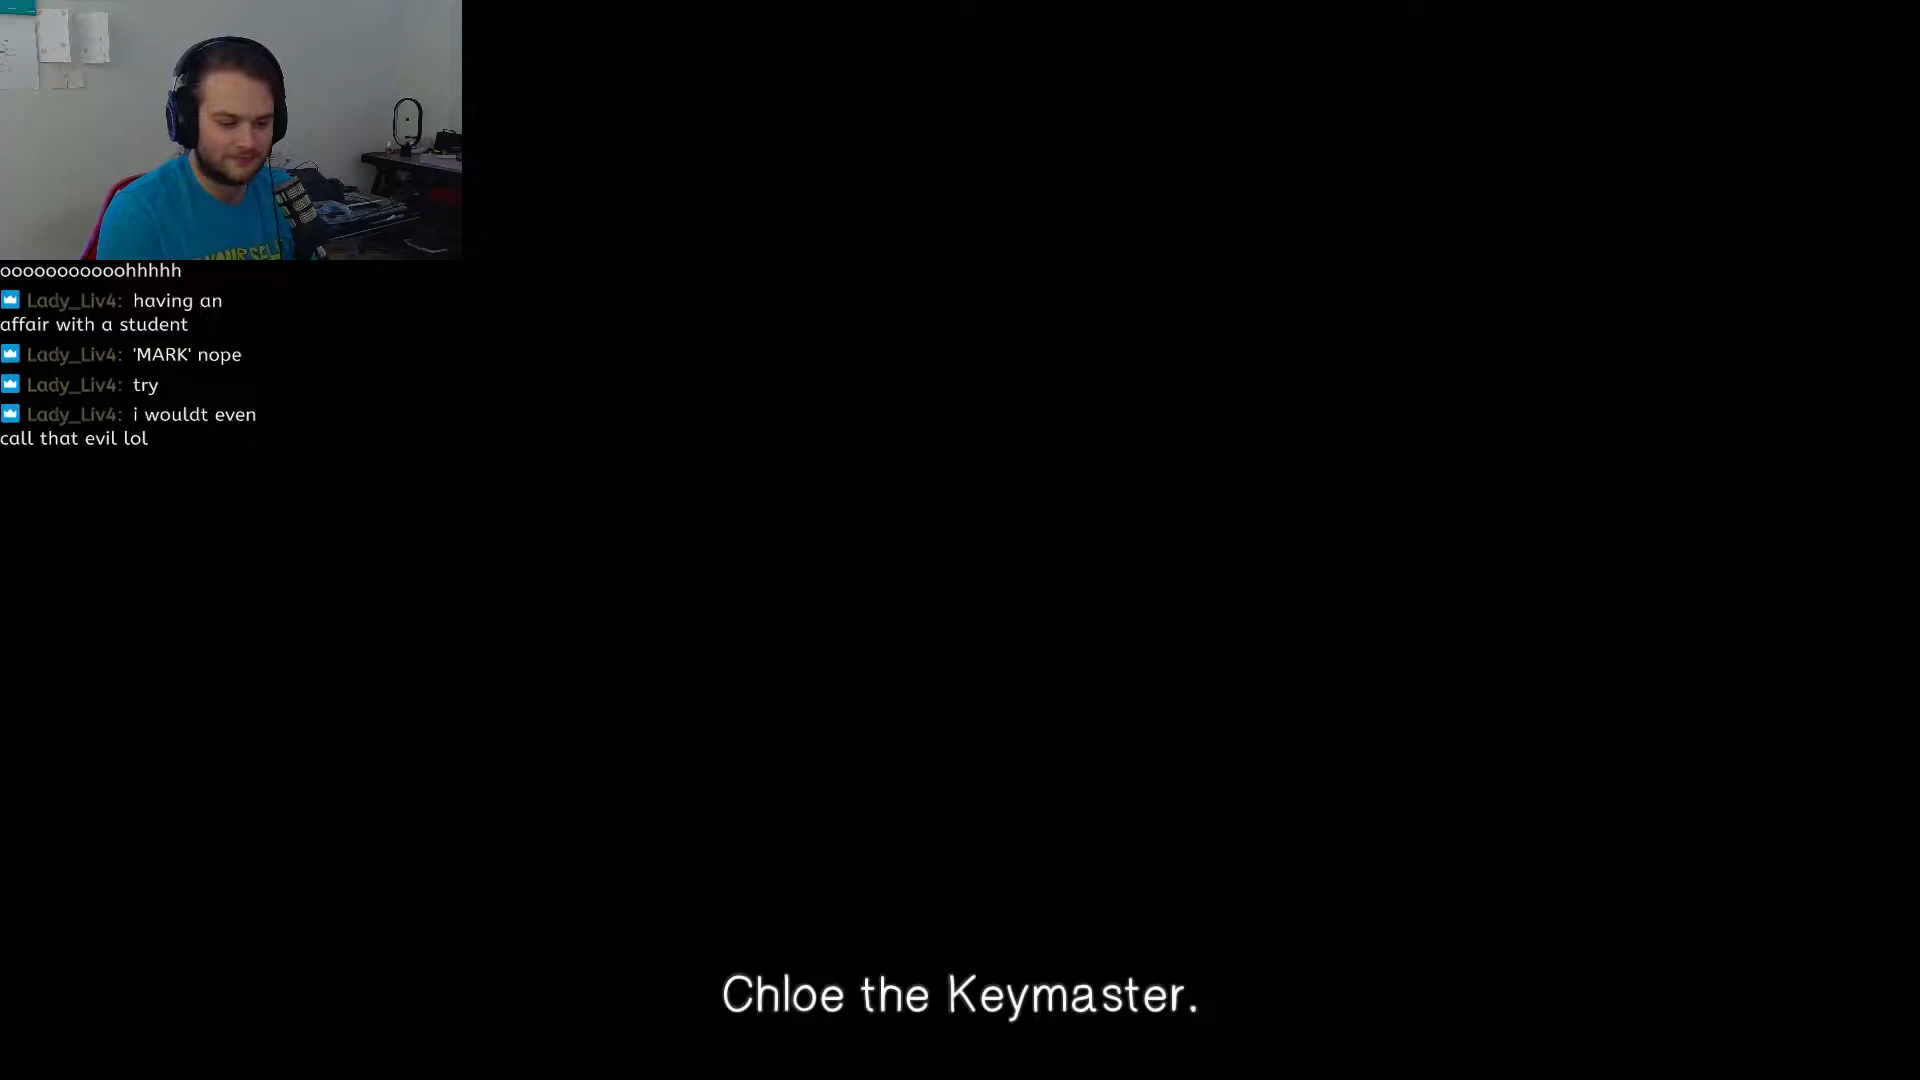 ooooooooooohhhhh
Lady_Liv4: having an
affair with a student
Lady_Liv4: 'MARK' nope
Lady_Liv4: try
Lady_Liv4: i wouldt even
call that evil lol
Chloe the Keymaster.